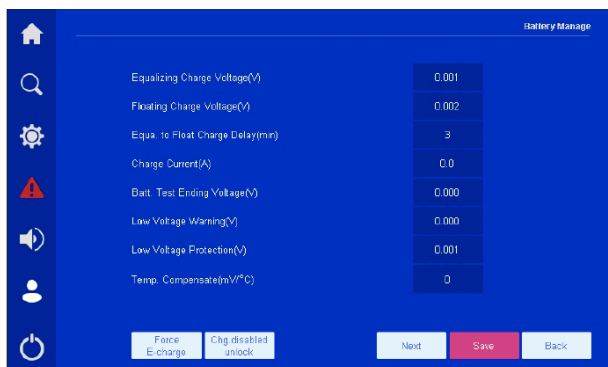 Battery Manage
Equalizing Charge Voltage(V) 0.001
Floating Charge Voltage(V) 0.002
Equa. to Float Charge Delay(min) 3
Charge Current(A) 0.0
Batt. Test Ending Voltage(V) 0.000
Low Voltage Warning(V) 0.000
Low Voltage Protection(V) 0.001
Temp. Compensate(mV/°C) 0
Force
E-charge
Chg.disabled
unlock
Next
Save
Back